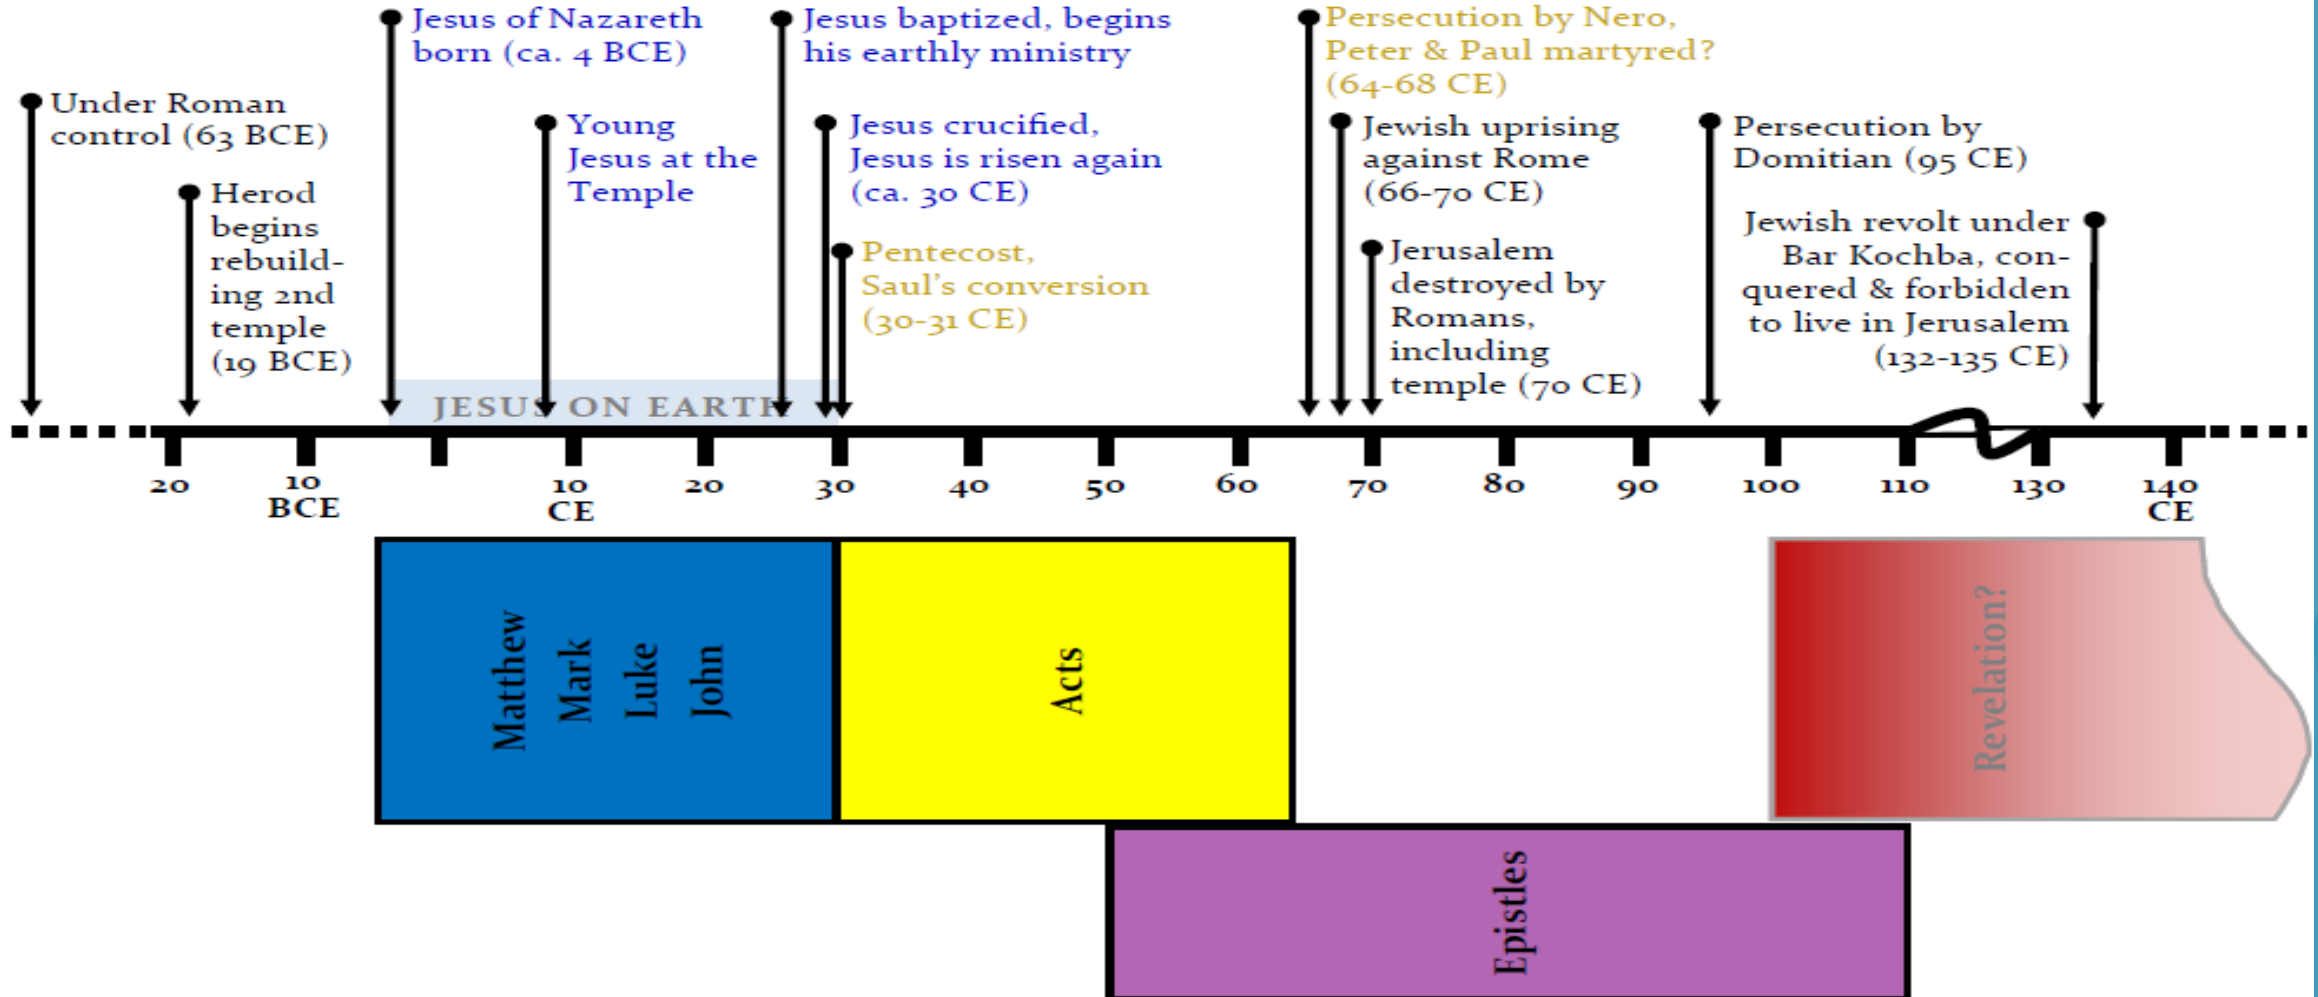 Jesus of Nazareth
born (ca. 4 BCE)
Jesus baptized, begins
his earthly ministry
Persecution by Nero,
Peter & Paul martyred?
(64-68 CE)
Under Roman
control (63 BCE)
Young
Jesus at the
Temple
Jesus crucified,
Jesus is risen again
(ca. 30 CE)
Jewish uprising
against Rome
(66-70 CE)
Persecution by
Domitian (95 CE)
Herod
begins
rebuild-
ing 2nd
temple
(19 BCE)
Pentecost,
Saul's conversion
(30-31 CE)
Jerusalem
destroyed by
Romans,
including
temple (70 CE)
Jewish revolt under
Bar Kochba, con-
quered & forbidden
to live in Jerusalem
(132-135 CE)
JESUS ON EARTH
20
10
BCE
10
CE
20
30
40
50
60
70
80
90
100
110
130
140
CE
Matthew
Mark
Luke
John
Acts
Revelation?
Epistles